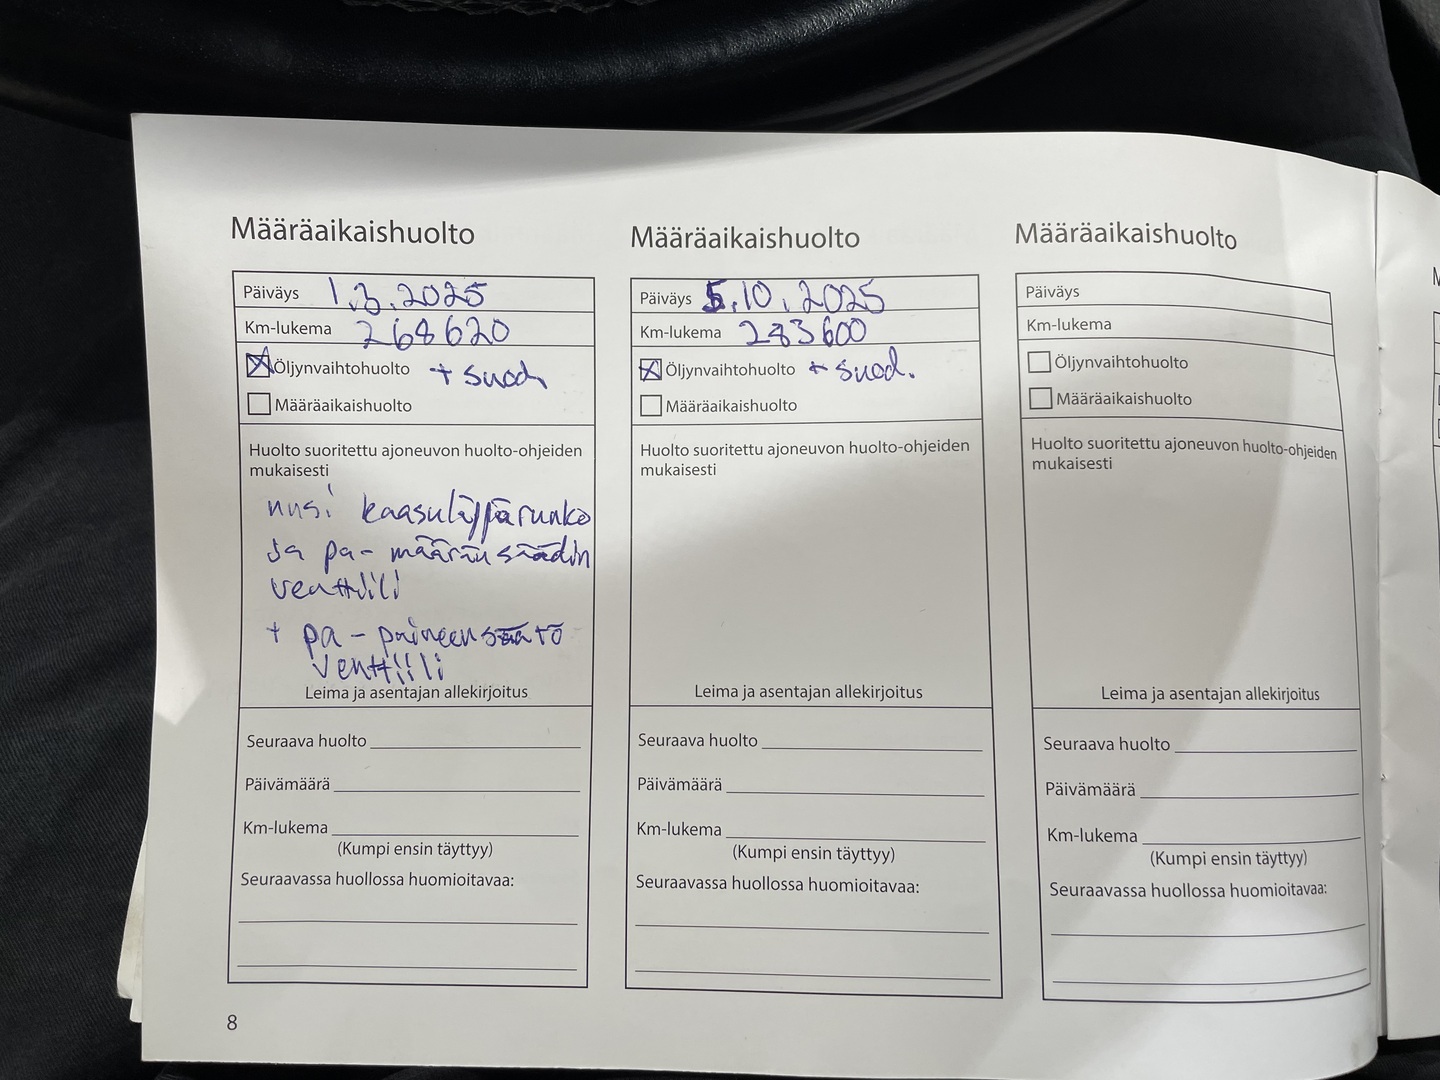 Määräaikaishuolto
Päiväys 1.3.2025
Km-lukema 268620
Öljynvaihtohuolto + suod.
Määräaikaishuolto
Huolto suoritettu ajoneuvon huolto-ohjeiden
mukaisesti
uusi kaasuläppärunko
ja pa-määränsäädin
venttiili
+ pa-paineensäätö
venttiili
Leima ja asentajan allekirjoitus
Seuraava huolto
Päivämäärä
Km-lukema
(Kumpi ensin täyttyy)
Seuraavassa huollossa huomioitavaa:
8
Määräaikaishuolto
Päiväys 5.10.2025
Km-lukema 283600
Öljynvaihtohuolto + suod.
Määräaikaishuolto
Huolto suoritettu ajoneuvon huolto-ohjeiden
mukaisesti
Leima ja asentajan allekirjoitus
Seuraava huolto
Päivämäärä
Km-lukema
(Kumpi ensin täyttyy)
Seuraavassa huollossa huomioitavaa:
Määräaikaishuolto
Päiväys
Km-lukema
Öljynvaihtohuolto
Määräaikaishuolto
Huolto suoritettu ajoneuvon huolto-ohjeiden
mukaisesti
Leima ja asentajan allekirjoitus
Seuraava huolto
Päivämäärä
Km-lukema
(Kumpi ensin täyttyy)
Seuraavassa huollossa huomioitavaa: